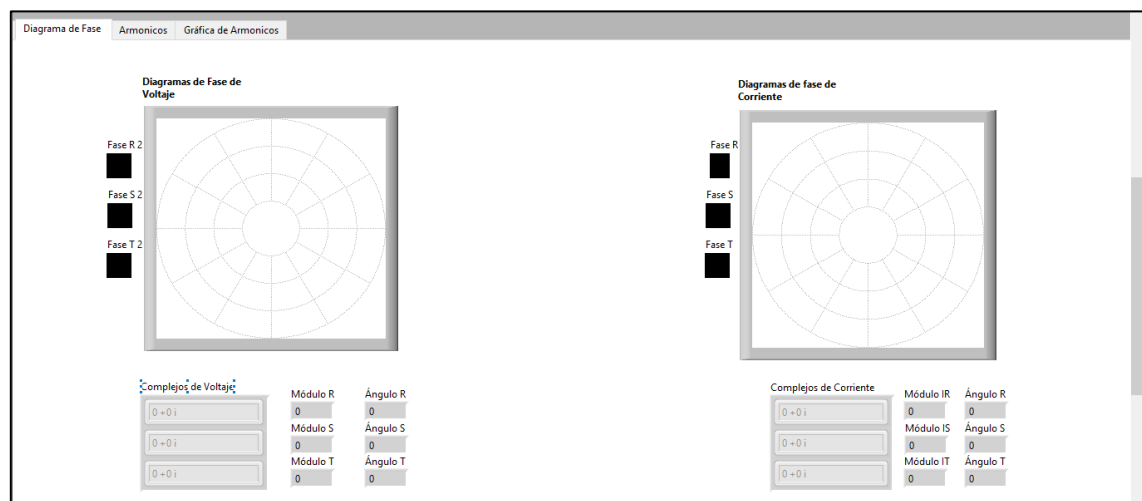 Diagrama de Fase Armonicos Gráfica de Armonicos
Diagramas de Fase de
Voltaje
Fase R 2
Fase S 2
Fase T 2
Diagramas de fase de
Corriente
Fase R
Fase S
Fase T
Complejos de Voltaje
0 +0 i
0 +0 i
0 +0 i
Módulo R Ángulo R
0 0
Módulo S Ángulo S
0 0
Módulo T Ángulo T
0 0
Complejos de Corriente
0 +0 i
0 +0 i
0 +0 i
Módulo IR Ángulo R
0 0
Módulo IS Ángulo S
0 0
Módulo IT Ángulo T
0 0